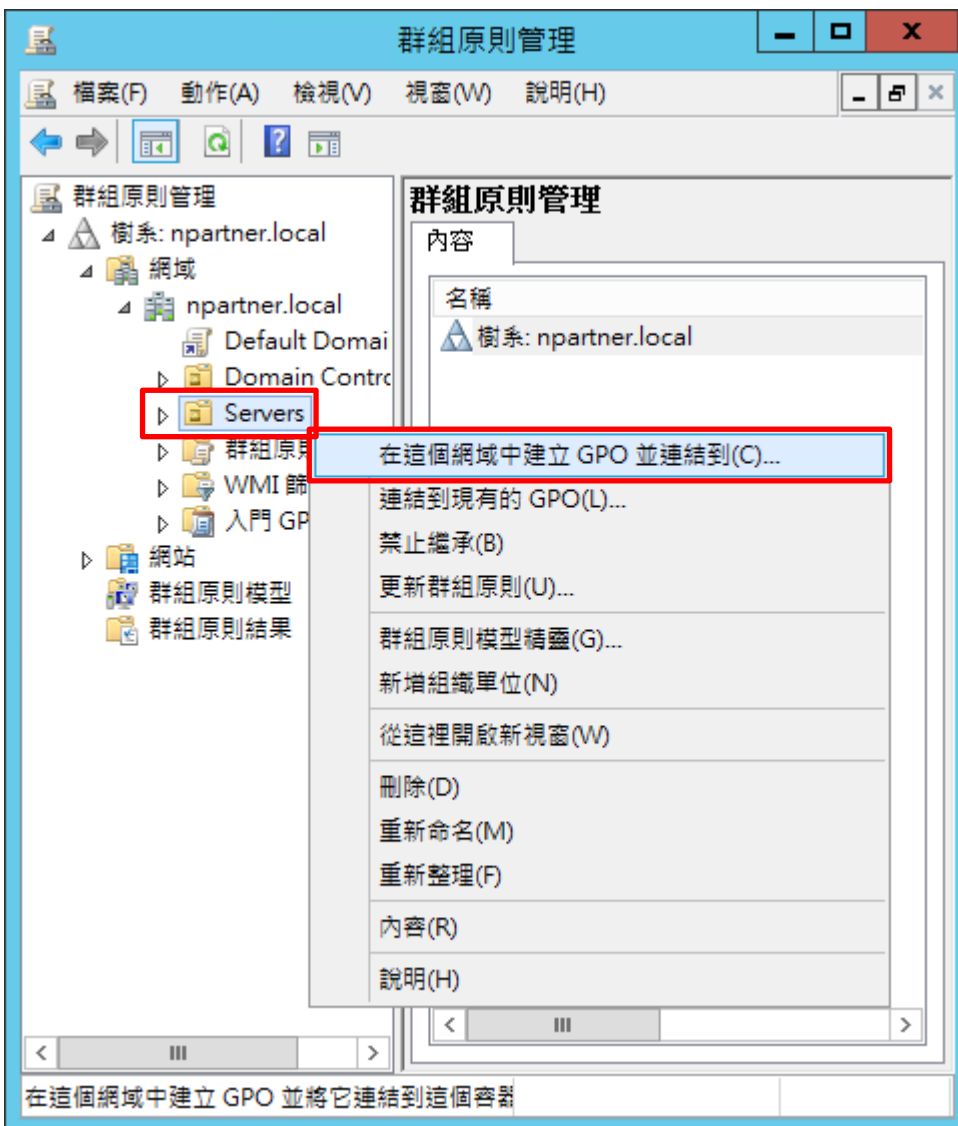 群組原則管理
檔案(F) 動作(A) 檢視(V) 視窗(W) 說明(H)
群組原則管理
樹系: npartner.local
網域
npartner.local
Default Domai
Domain Contrc
Servers
群組原則
WMI 篩
入門 GP
網站
群組原則模型
群組原則結果
群組原則管理
內容
名稱
樹系: npartner.local
在這個網域中建立 GPO 並連結到(C)...
連結到現有的 GPO(L)...
禁止繼承(B)
更新群組原則(U)...
群組原則模型精靈(G)...
新增組織單位(N)
從這裡開啟新視窗(W)
刪除(D)
重新命名(M)
重新整理(F)
內容(R)
說明(H)
在這個網域中建立 GPO 並將它連結到這個容器